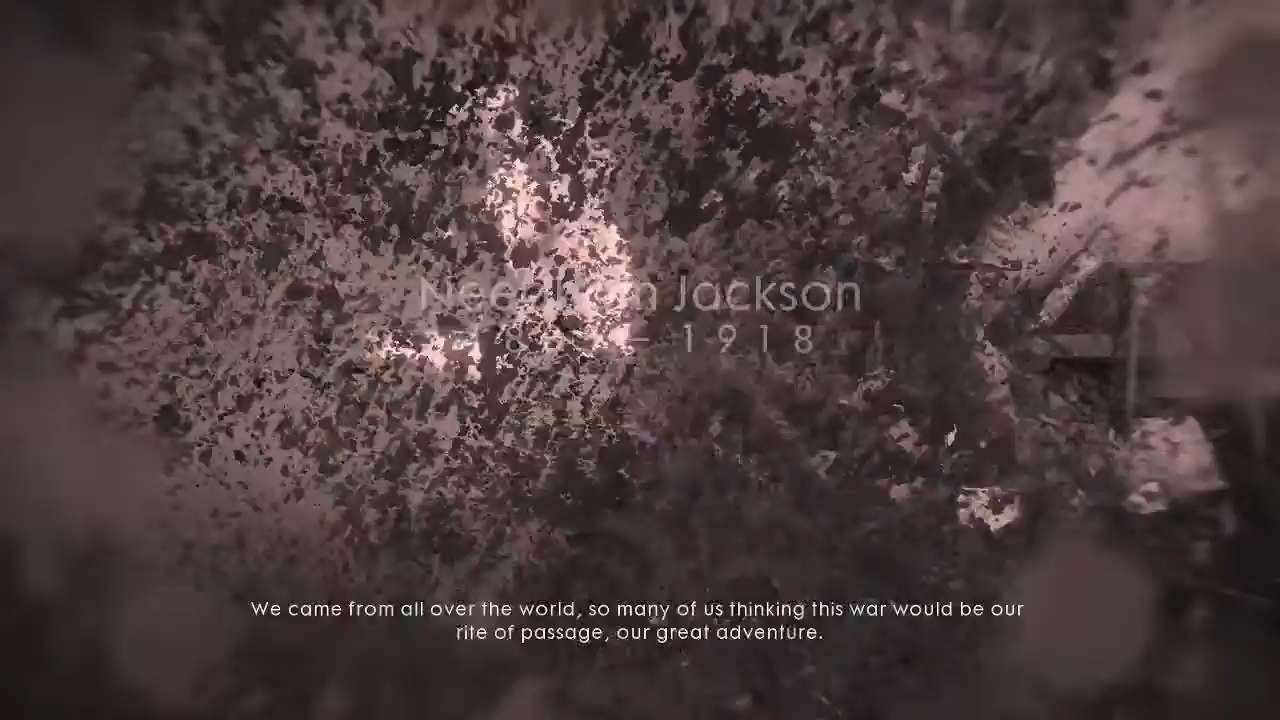 Jackson
1918
We came from all over the world, so many of us thinking this war would be our
rite of passage, our great adventure.